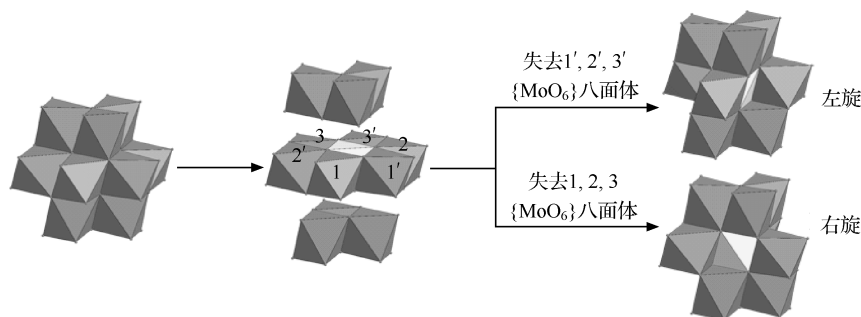 失去1′, 2′, 3′
{MoO₆}八面体
左旋
3 3′ 2
2′
1 1′
失去1, 2, 3
{MoO₆}八面体
右旋